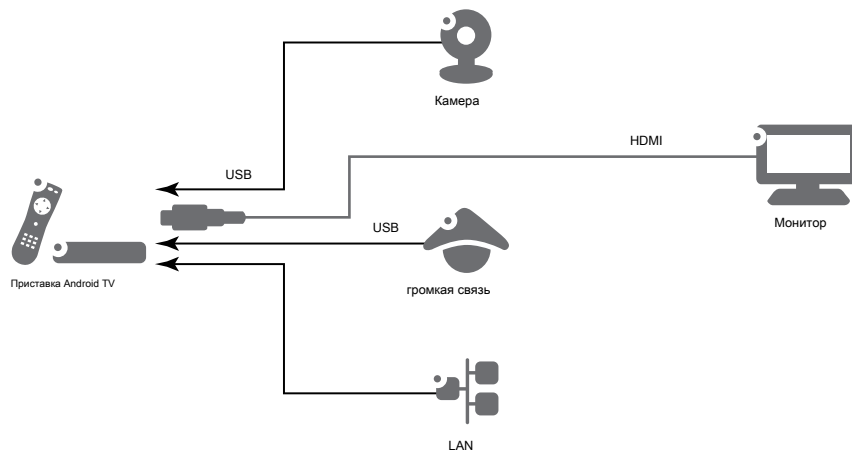 Камера
HDMI
USB
Монитор
USB
Приставка Android TV
громкая связь
LAN